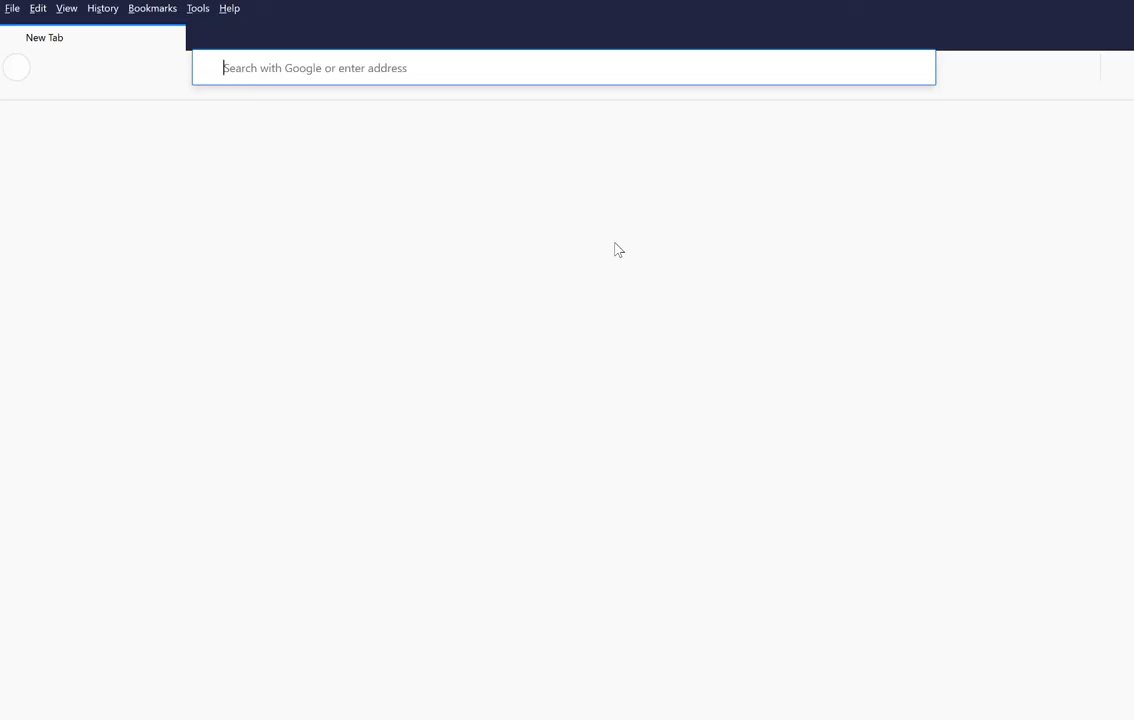 File Edit View History Bookmarks Tools Help
New Tab
Search with Google or enter address